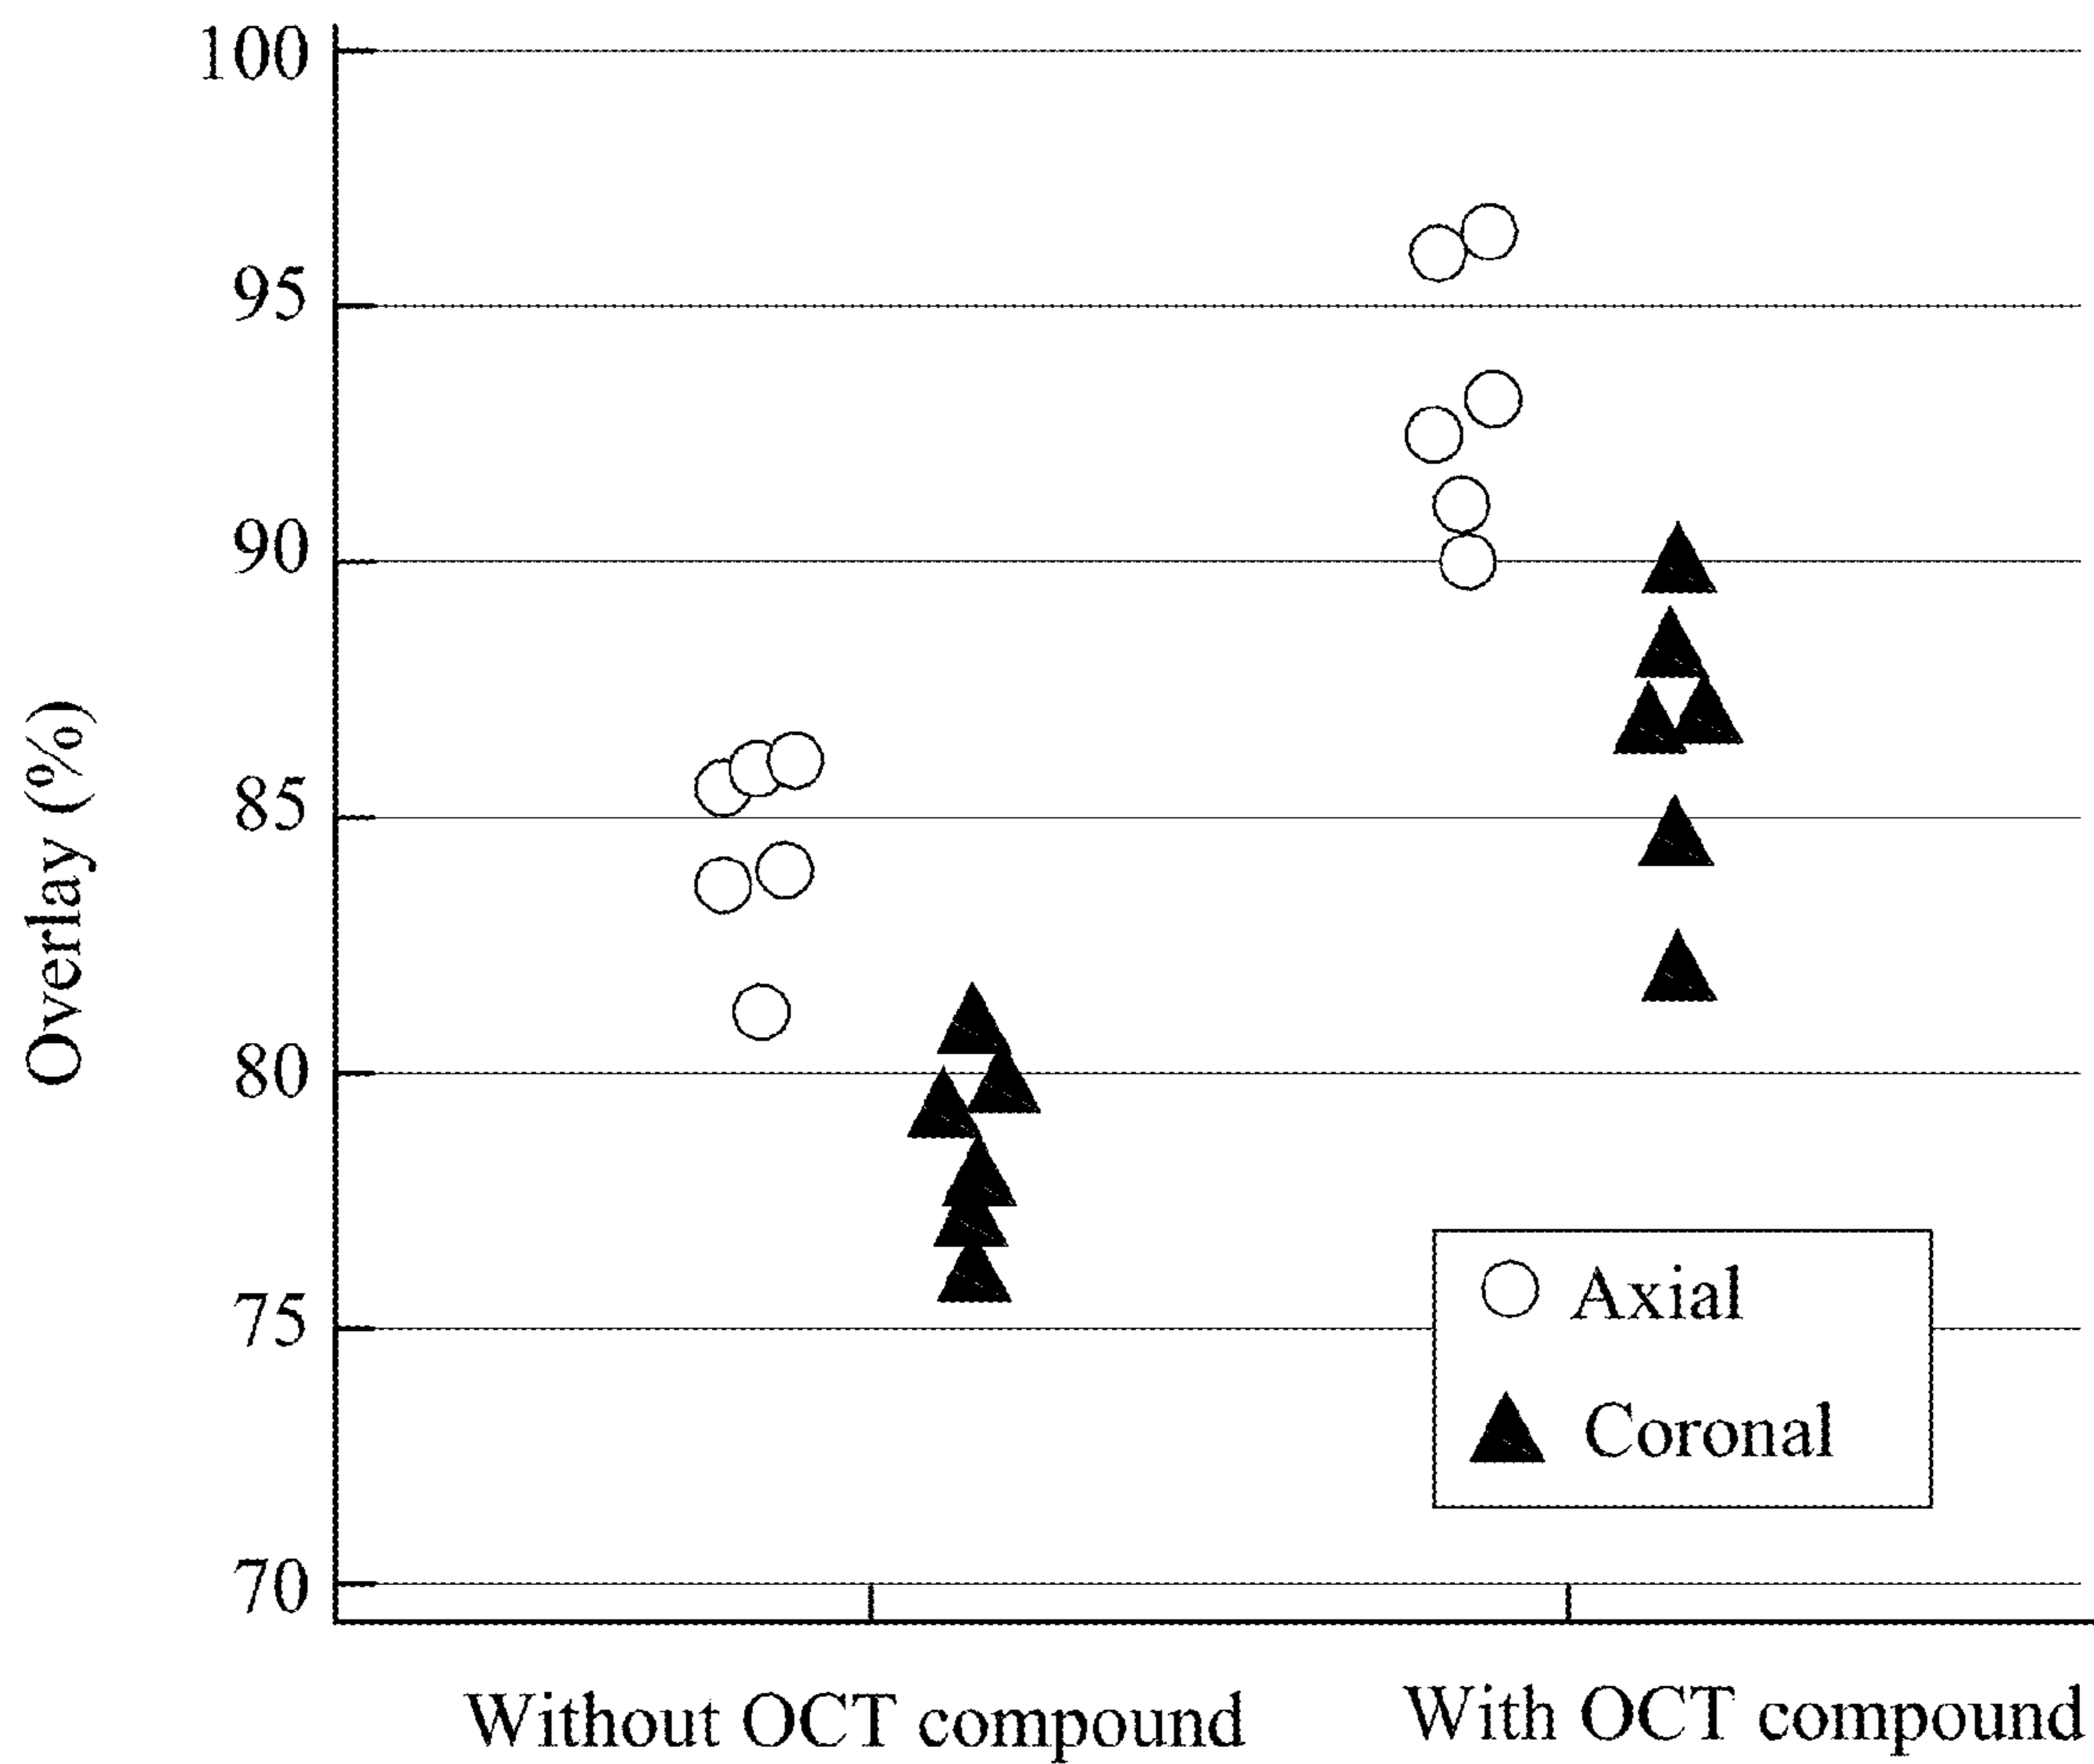 100
95
90
85
80
75
70
Overlay (%)
Axial
Coronal
Without OCT compound
With OCT compound